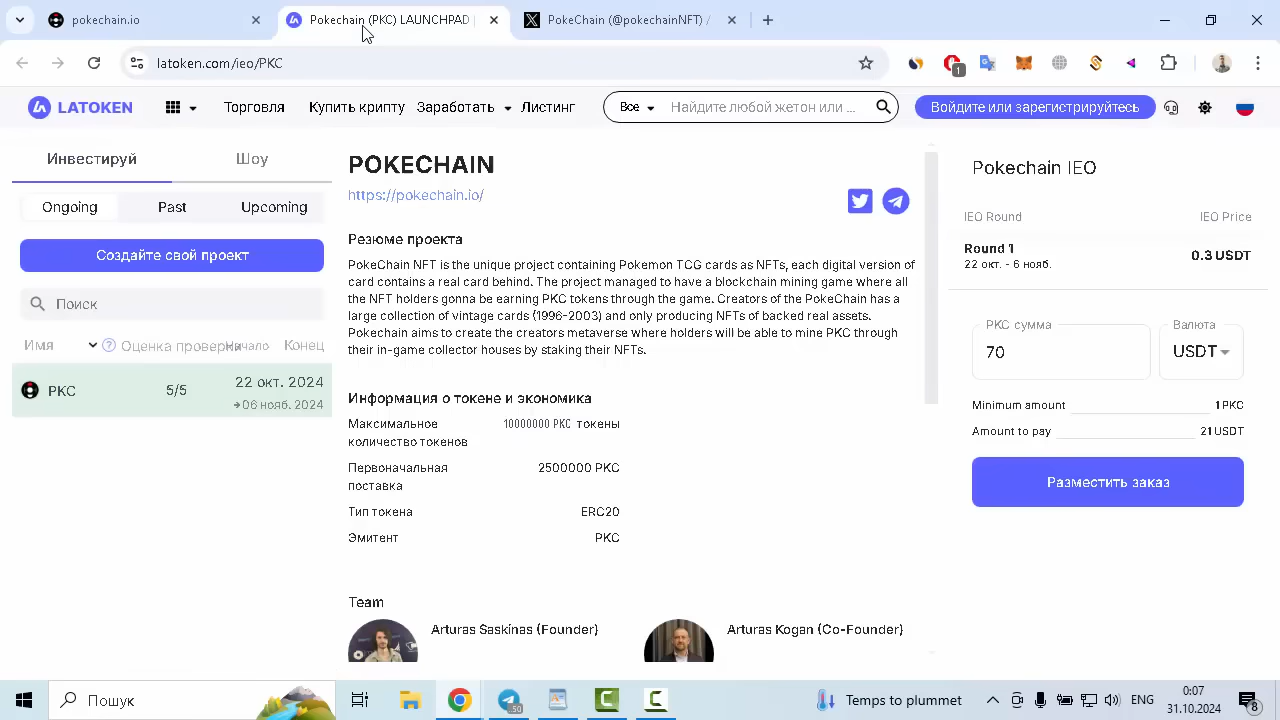 pokechain.io
Pokechain (PKC) LAUNCHPAD
PokeChain (@pokechainNFT) /
latoken.com/ieo/PKC
1
LATOKEN
Торговля
Купить крипту
Заработать
Листинг
Все
Найдите любой жетон или ...
Войдите или зарегистрируйтесь
Инвестируй
Шоу
Ongoing
Past
Upcoming
Создайте свой проект
Поиск
Имя
Оценка проверки
Начало
Конец
PKC
5/5
22 окт. 2024
→06 нояб. 2024
POKECHAIN
https://pokechain.io/
Резюме проекта
PokeChain NFT is the unique project containing Pokemon TCG cards as NFTs, each digital version of
card contains a real card behind. The project managed to have a blockchain mining game where all
the NFT holders gonna be earning PKC tokens through the game. Creators of the PokeChain has a
large collection of vintage cards (1996-2003) and only producing NFTs of backed real assets.
Pokechain aims to create the creators metaverse where holders will be able to mine PKC through
their in-game collector houses by staking their NFTs.
Информация о токене и экономика
Максимальное
количество токенов
10000000 PKC токены
Первоначальная
поставка
2500000 PKC
Тип токена
ERC20
Эмитент
PKC
Team
Arturas Saskinas (Founder)
Arturas Kogan (Co-Founder)
Pokechain IEO
IEO Round
IEO Price
Round 1
22 окт. - 6 нояб.
0.3 USDT
PKC сумма
70
Валюта
USDT
Minimum amount
1 PKC
Amount to pay
21 USDT
Разместить заказ
Пошук
50
Temps to plummet
ENG
0:07
31.10.2024
8